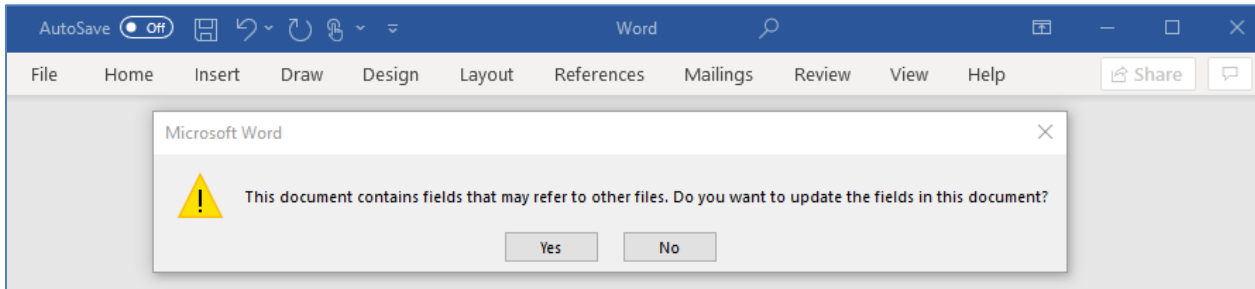 AutoSave Off Word
File Home Insert Draw Design Layout References Mailings Review View Help Share
Microsoft Word
This document contains fields that may refer to other files. Do you want to update the fields in this document?
Yes No